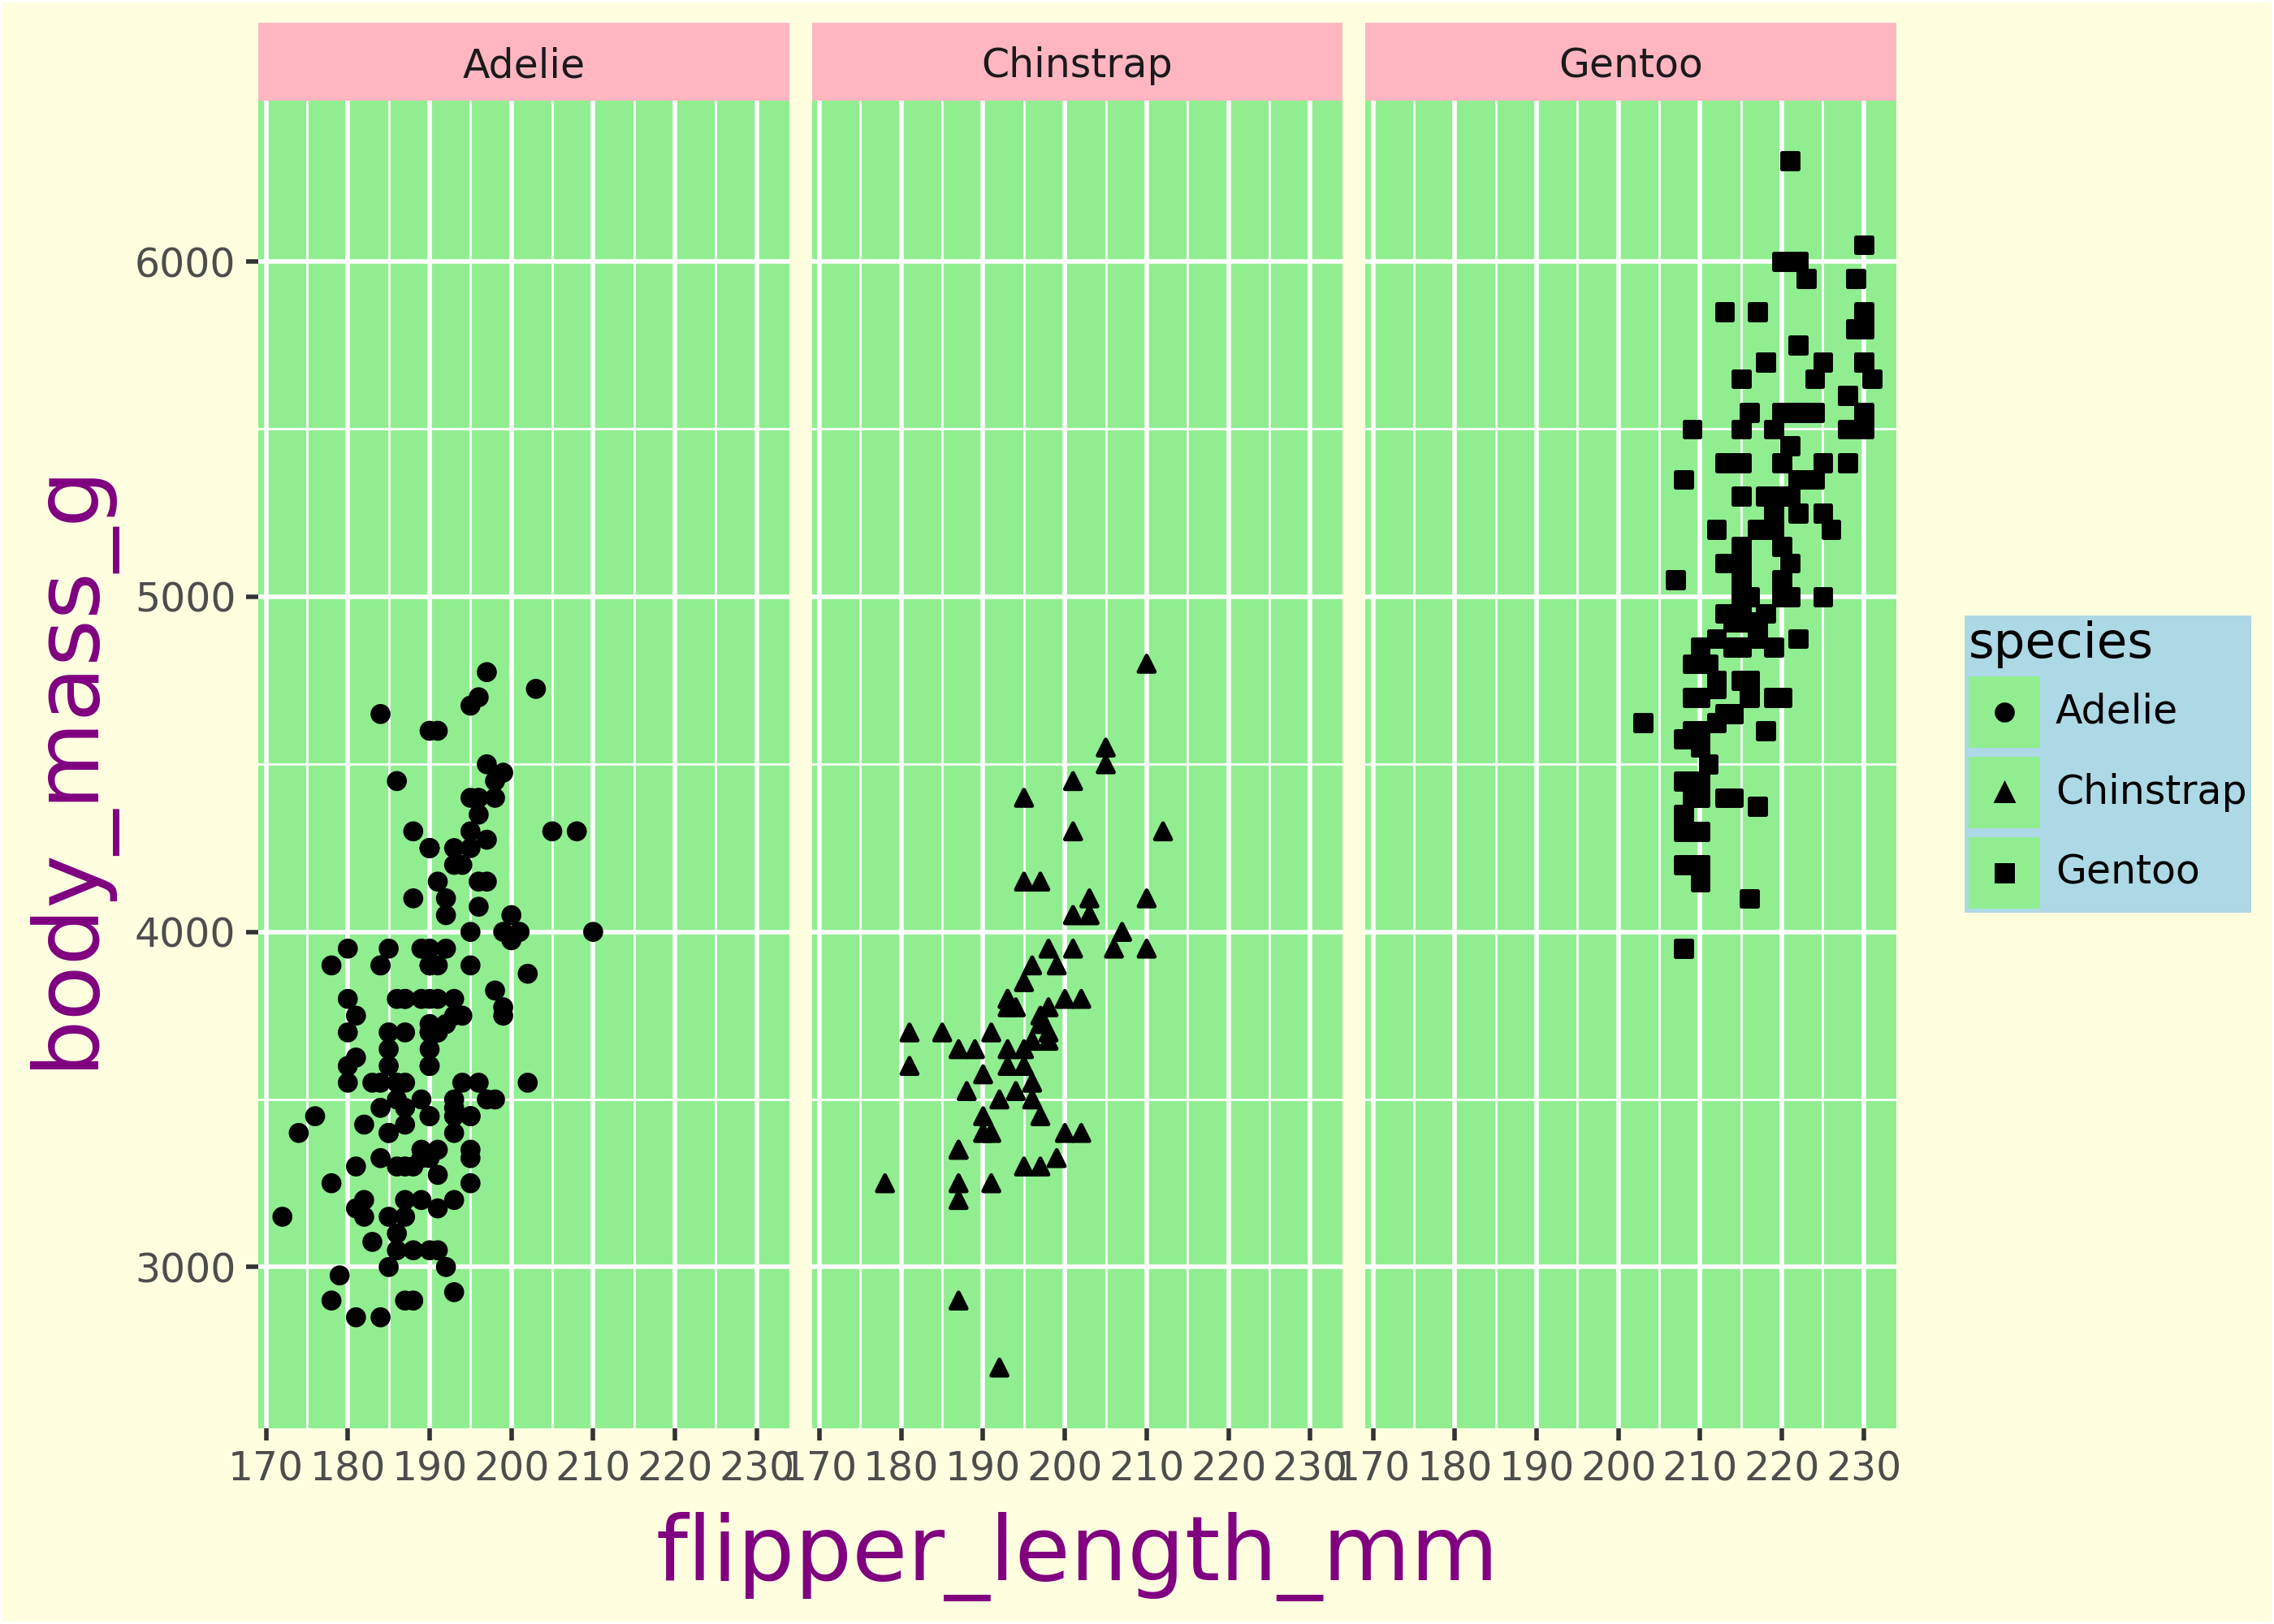 Adelie Chinstrap Gentoo
6000
5000
4000
3000
body_mass_g
170 180 190 200 210 220 230 170 180 190 200 210 220 230 170 180 190 200 210 220 230
flipper_length_mm
species
Adelie
Chinstrap
Gentoo